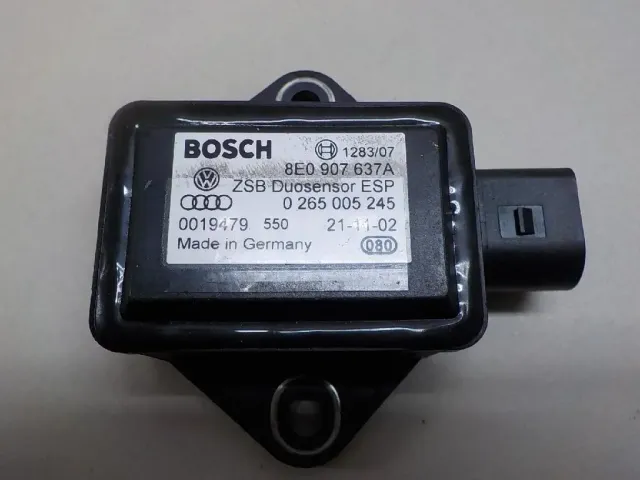 BOSCH 1283/07
8E0 907 637A
ZSB Duosensor ESP
0 265 005 245
0019479 550 21-11-02
Made in Germany 080